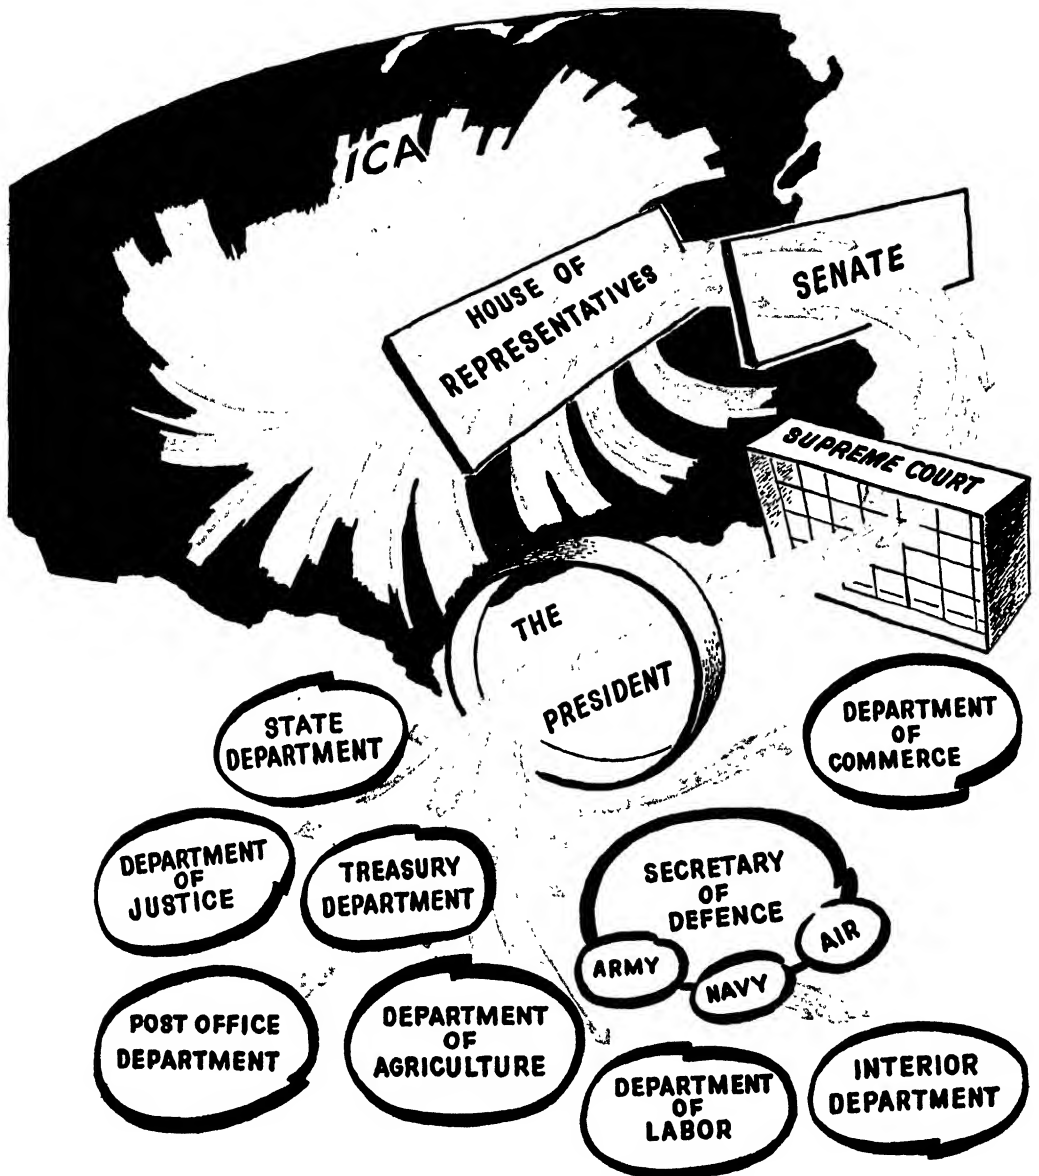 ICA
HOUSE OF
REPRESENTATIVES
SENATE
SUPREME COURT
THE
PRESIDENT
STATE
DEPARTMENT
DEPARTMENT
OF
COMMERCE
DEPARTMENT
OF
JUSTICE
TREASURY
DEPARTMENT
SECRETARY
OF
DEFENCE
ARMY
NAVY
AIR
POST OFFICE
DEPARTMENT
DEPARTMENT
OF
AGRICULTURE
DEPARTMENT
OF
LABOR
INTERIOR
DEPARTMENT